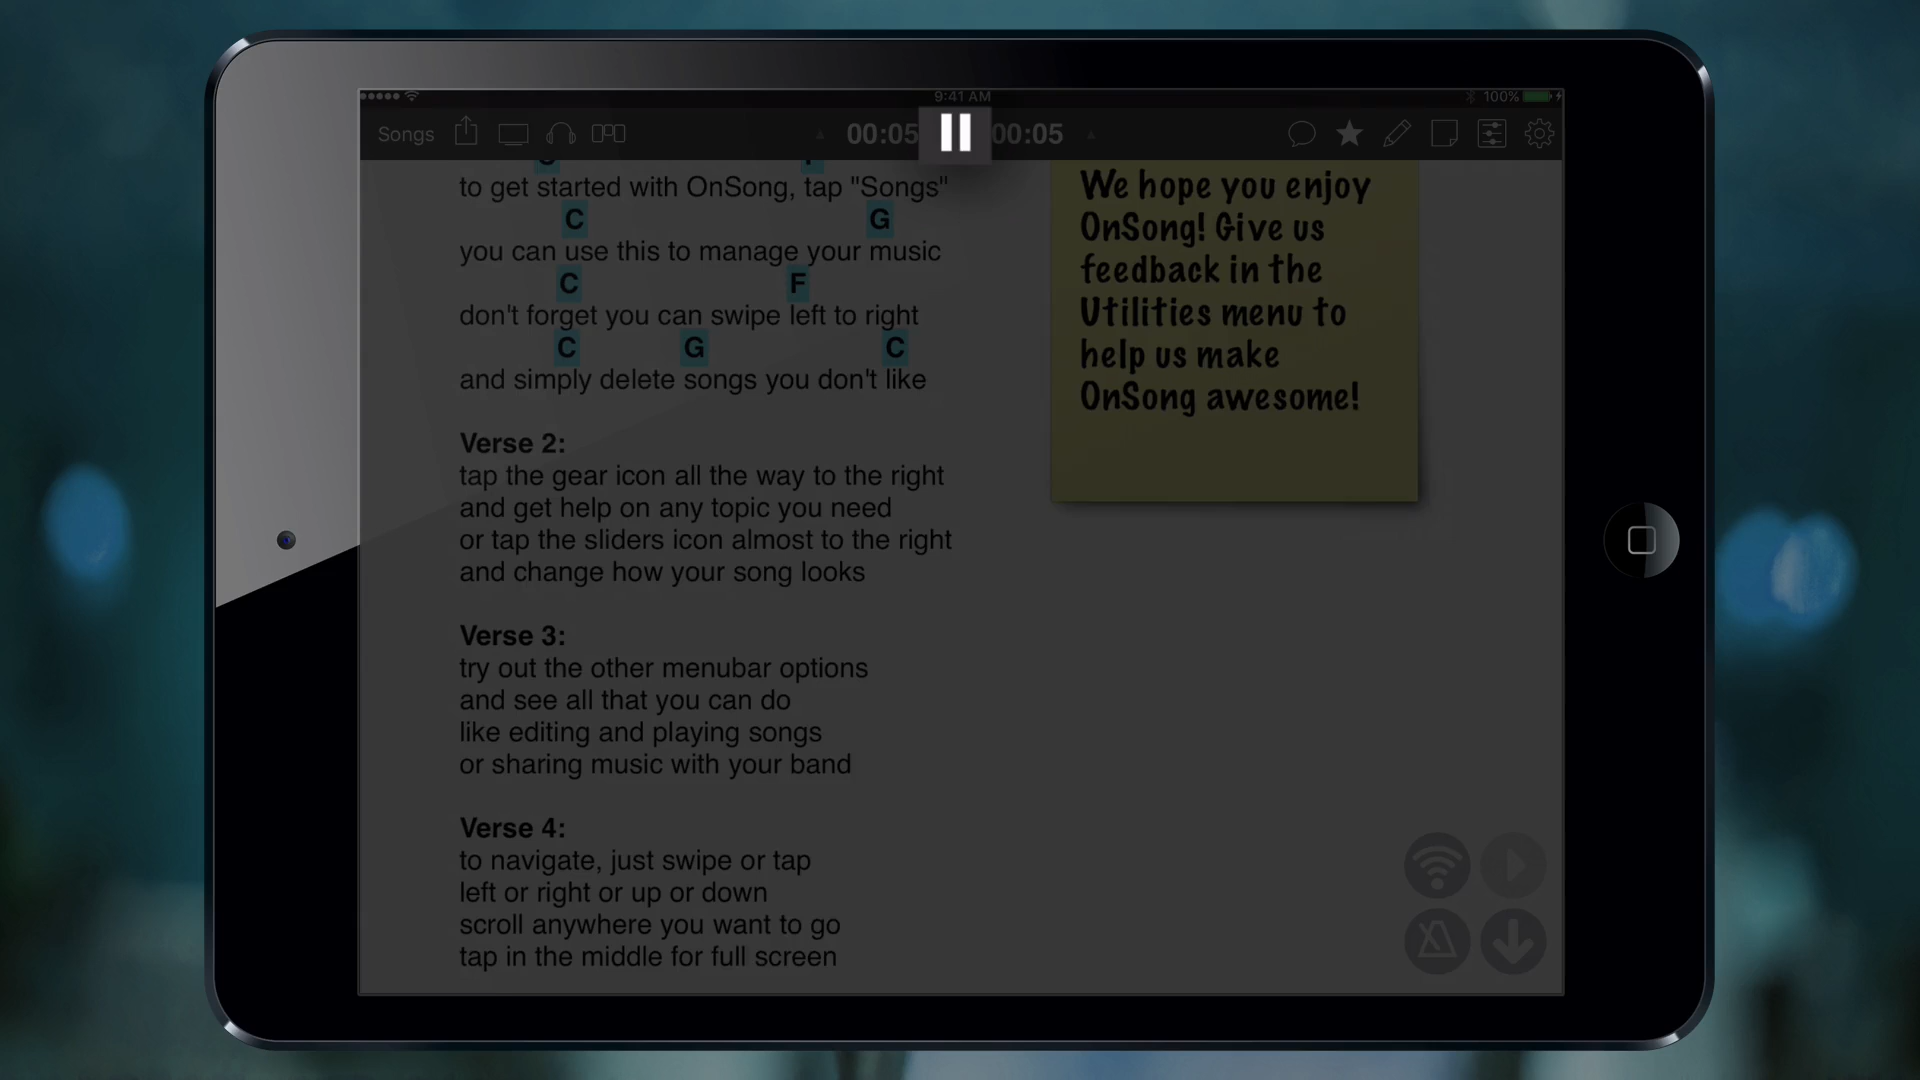 9:41 AM
100%
Songs
00:05
00:05
to get started with OnSong, tap "Songs"
C G
you can use this to manage your music
C F
don't forget you can swipe left to right
C G C
and simply delete songs you don't like
Verse 2:
tap the gear icon all the way to the right
and get help on any topic you need
or tap the sliders icon almost to the right
and change how your song looks
Verse 3:
try out the other menubar options
and see all that you can do
like editing and playing songs
or sharing music with your band
Verse 4:
to navigate, just swipe or tap
left or right or up or down
scroll anywhere you want to go
tap in the middle for full screen
We hope you enjoy
OnSong! Give us
feedback in the
Utilities menu to
help us make
OnSong awesome!